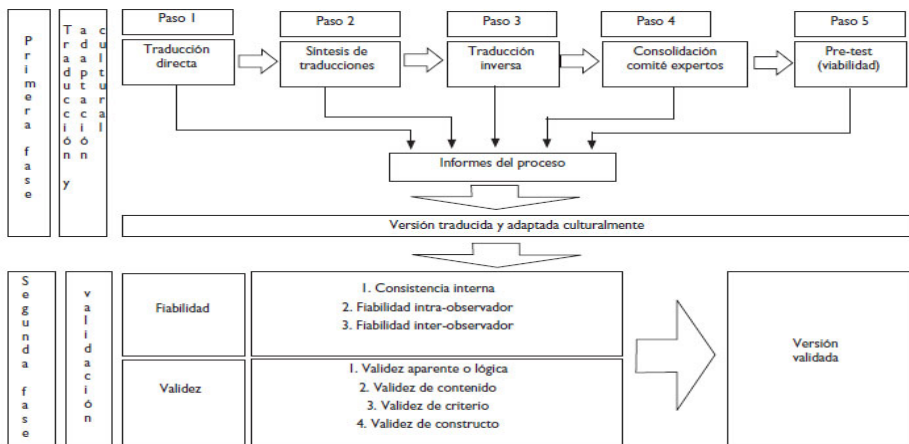 Primera fase
Traducción y
adaptación
cultural
Paso 1
Paso 2
Paso 3
Paso 4
Paso 5
Traducción
directa
Síntesis de
traducciones
Traducción
inversa
Consolidación
comité expertos
Pre-test
(viabilidad)
Informes del proceso
Versión traducida y adaptada culturalmente
Segunda fase
validación
Fiabilidad
1. Consistencia interna
2. Fiabilidad intra-observador
3. Fiabilidad inter-observador
Validez
1. Validez aparente o lógica
2. Validez de contenido
3. Validez de criterio
4. Validez de constructo
Versión
validada